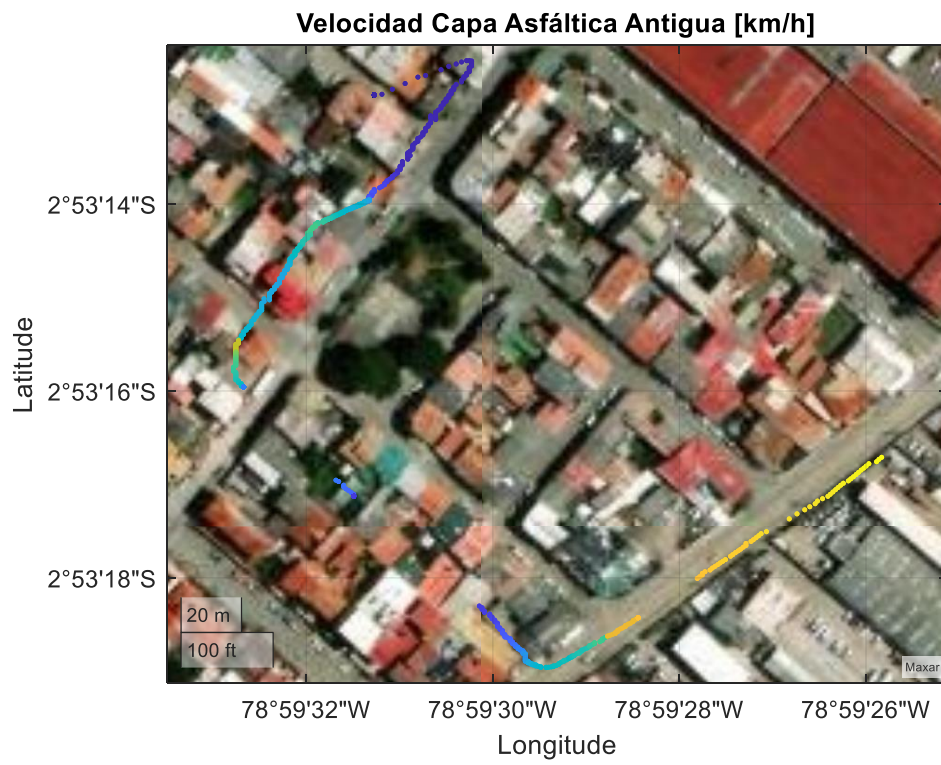 Velocidad Capa Asfáltica Antigua [km/h]
2°53'14"S
2°53'16"S
2°53'18"S
Latitude
20 m
100 ft
Maxar
78°59'32"W
78°59'30"W
78°59'28"W
78°59'26"W
Longitude